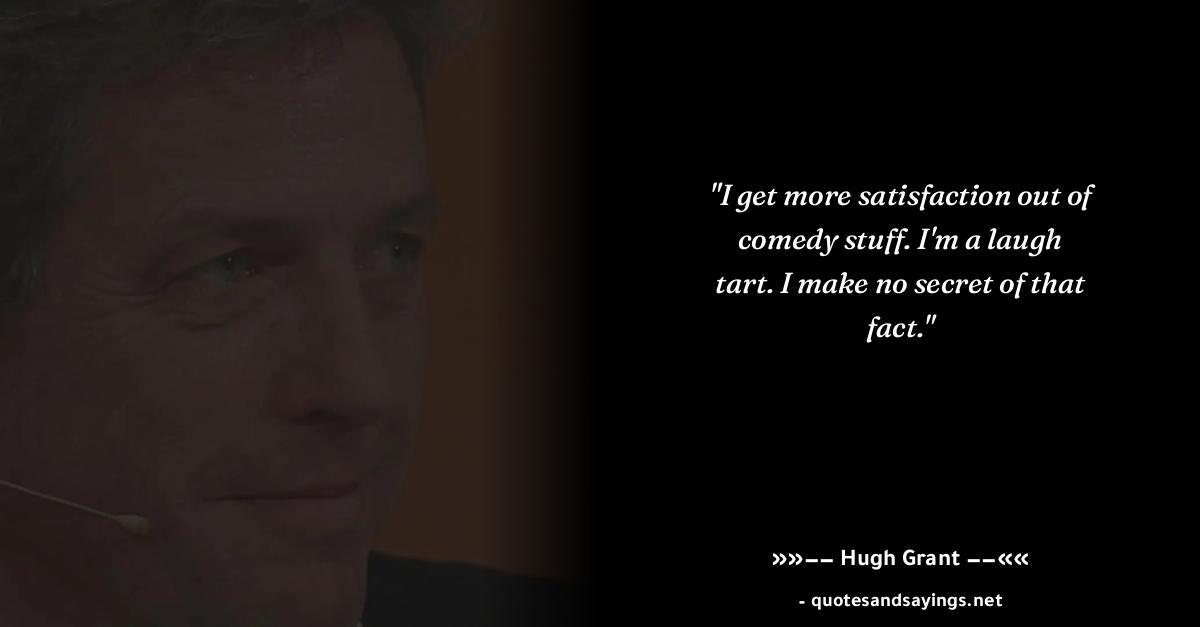 "I get more satisfaction out of
comedy stuff. I'm a laugh
tart. I make no secret of that
fact."
»»−− Hugh Grant −−««
- quotesandsayings.net